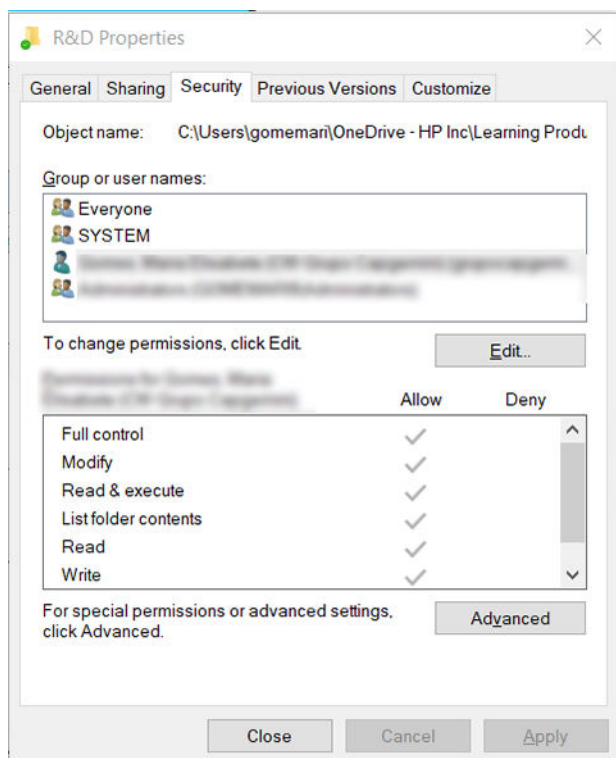 R&D Properties
General Sharing Security Previous Versions Customize
Object name: C:\Users\gomemari\OneDrive - HP Inc\Learning Produ
Group or user names:
Everyone
SYSTEM
To change permissions, click Edit.
Edit...
Allow Deny
Full control
Modify
Read & execute
List folder contents
Read
Write
For special permissions or advanced settings,
click Advanced.
Advanced
Close Cancel Apply